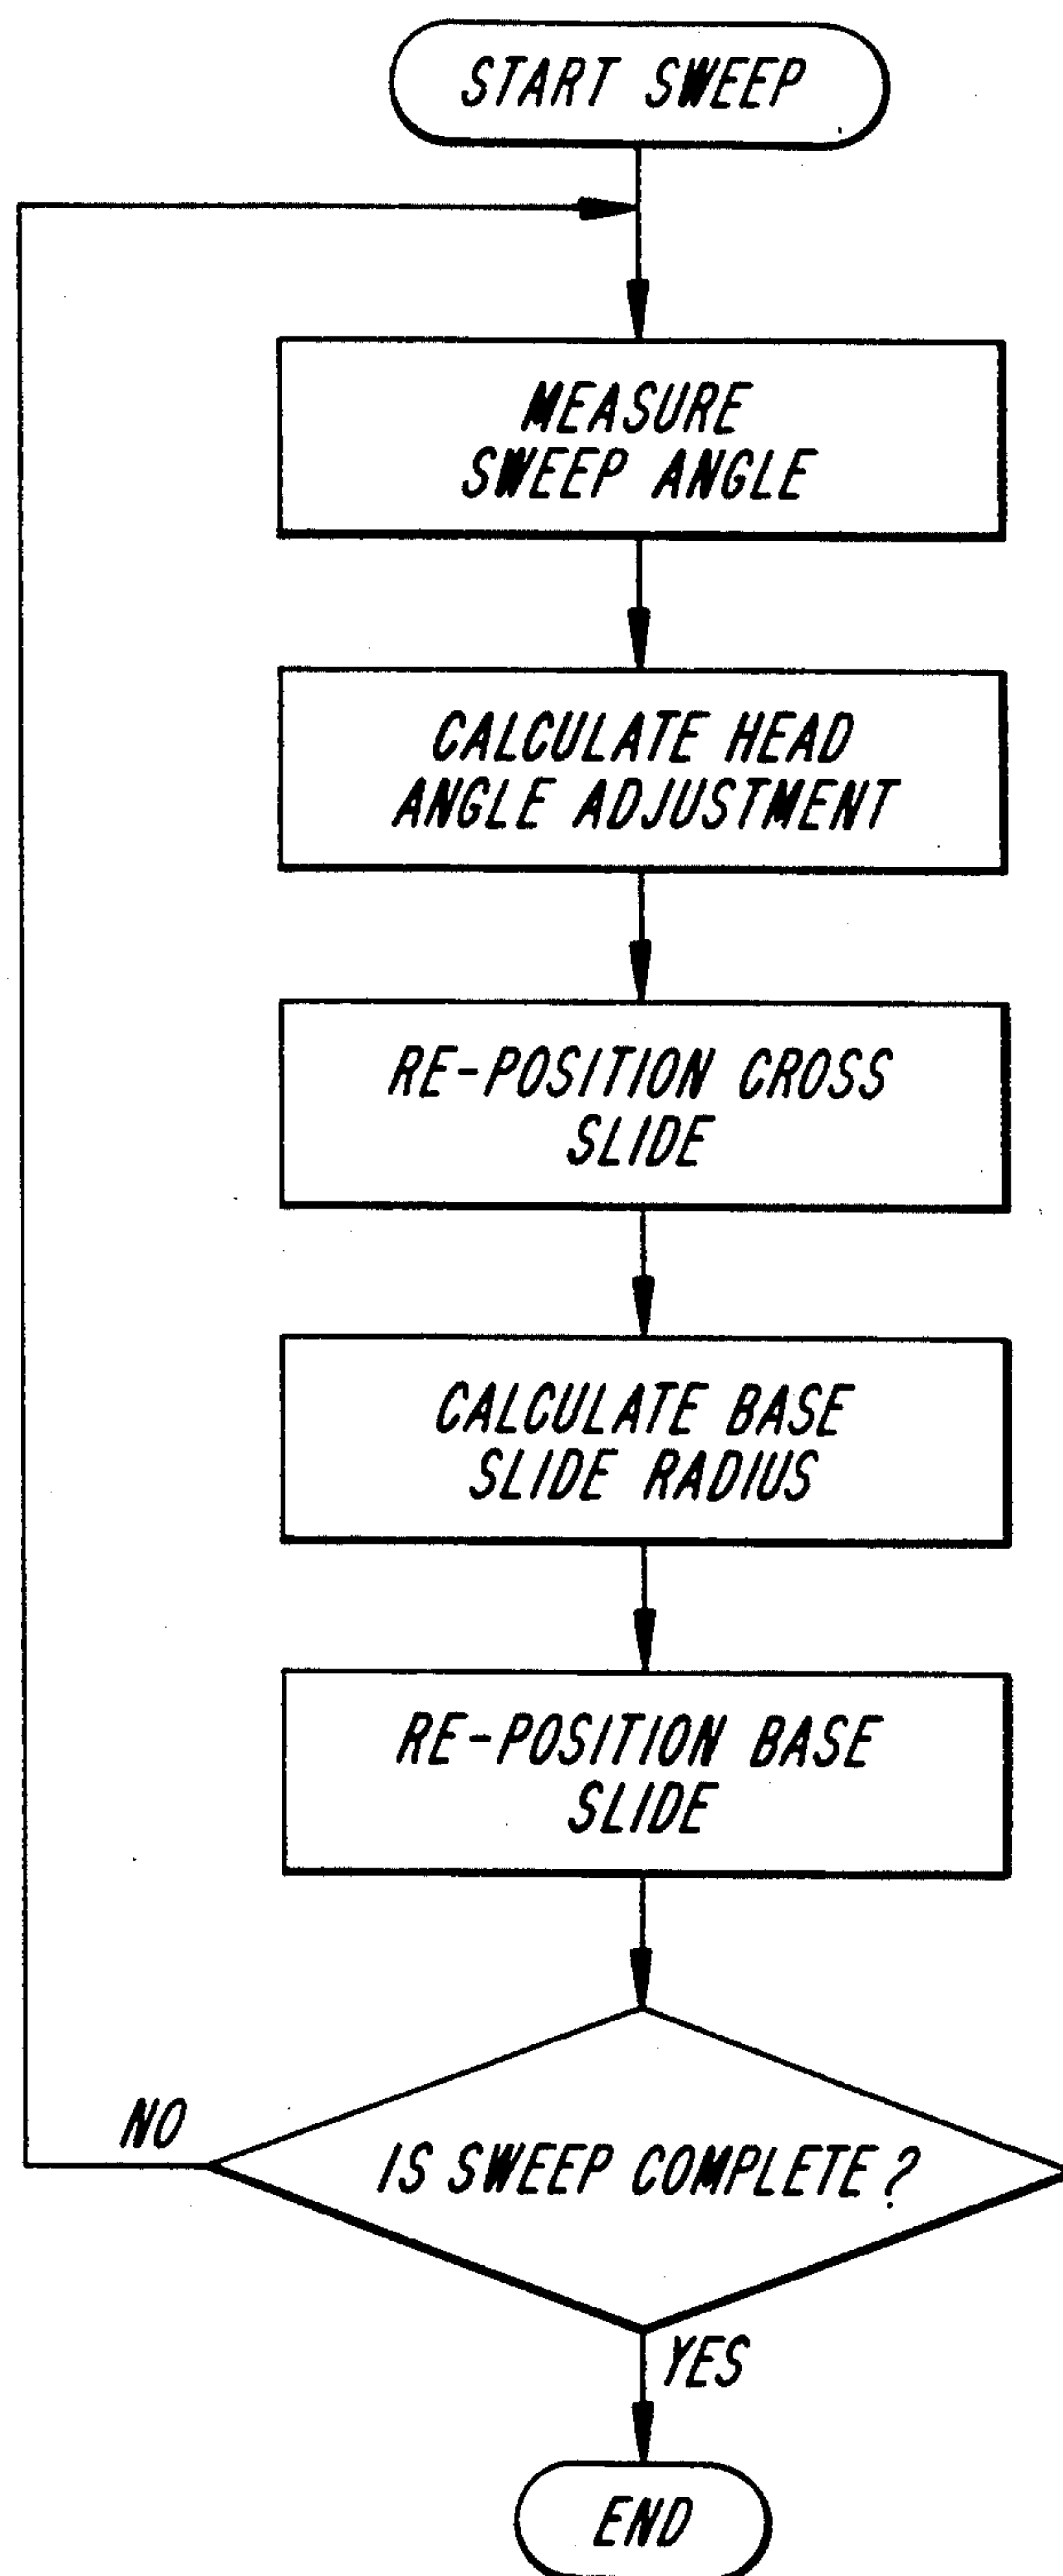 START SWEEP
MEASURE
SWEEP ANGLE
CALCULATE HEAD
ANGLE ADJUSTMENT
RE-POSITION CROSS
SLIDE
CALCULATE BASE
SLIDE RADIUS
RE-POSITION BASE
SLIDE
NO
IS SWEEP COMPLETE?
YES
END